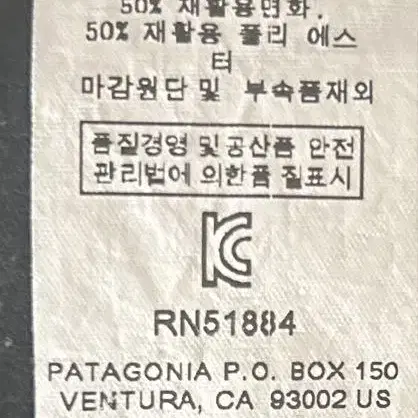 50% 재활용면화.
50% 재활용 폴리 에스
터
마감원단 및 부속품재외
품질경영 및공산품 안전
관리법에 의한품 질표시
KC
RN51884
PATAGONIA P.O. BOX 150
VENTURA, CA 93002 US